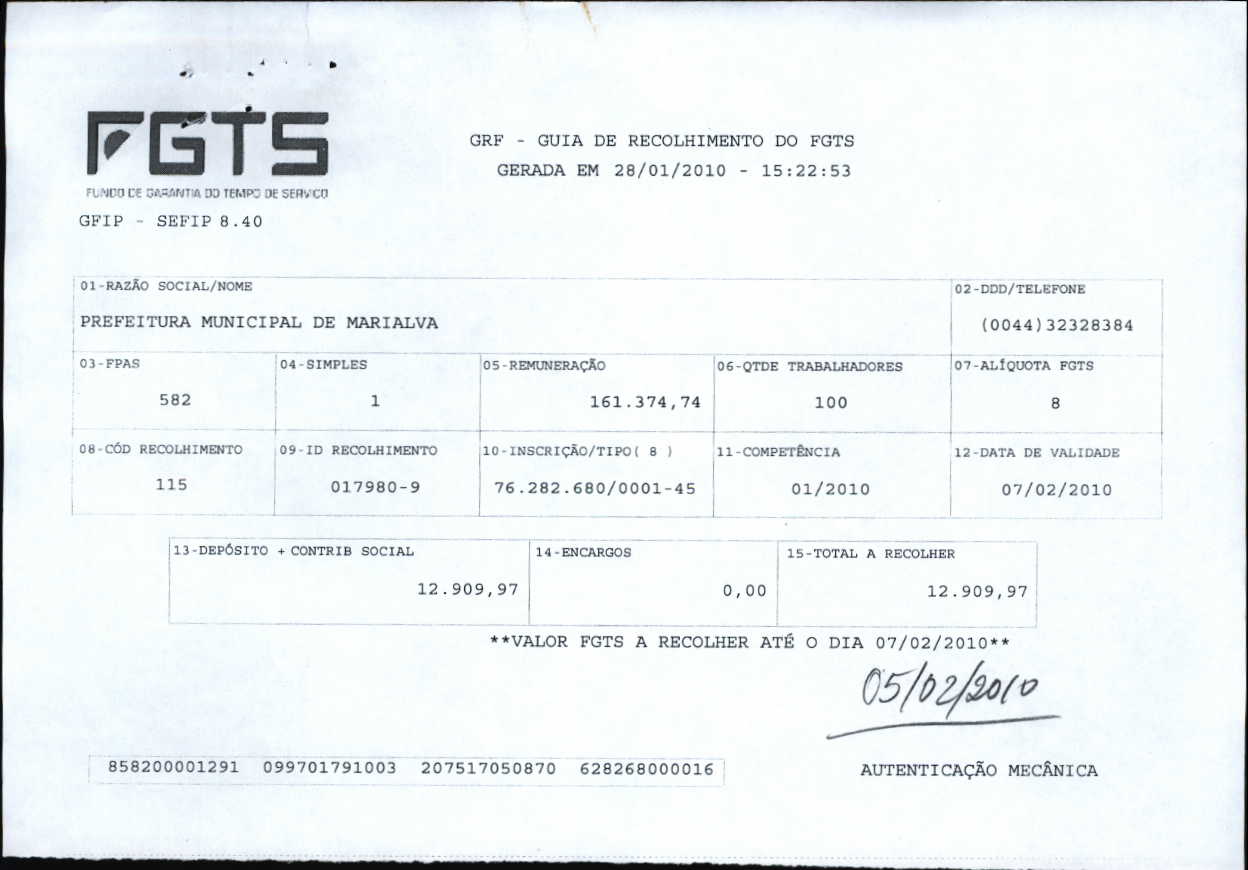 FGTS
FUNDO DE GARANTIA DO TEMPO DE SERVIÇO
GFIP - SEFIP 8.40
GRF - GUIA DE RECOLHIMENTO DO FGTS
GERADA EM 28/01/2010 - 15:22:53
01-RAZÃO SOCIAL/NOME
PREFEITURA MUNICIPAL DE MARIALVA
02-DDD/TELEFONE
(0044)32328384
03-FPAS
582
04-SIMPLES
1
05-REMUNERAÇÃO
161.374,74
06-QTDE TRABALHADORES
100
07-ALÍQUOTA FGTS
8
08-CÓD RECOLHIMENTO
115
09-ID RECOLHIMENTO
017980-9
10-INSCRIÇÃO/TIPO( 8 )
76.282.680/0001-45
11-COMPETÊNCIA
01/2010
12-DATA DE VALIDADE
07/02/2010
13-DEPÓSITO + CONTRIB SOCIAL
12.909,97
14-ENCARGOS
0,00
15-TOTAL A RECOLHER
12.909,97
**VALOR FGTS A RECOLHER ATÉ O DIA 07/02/2010**
05/02/2010
858200001291 099701791003 207517050870 628268000016
AUTENTICAÇÃO MECÂNICA